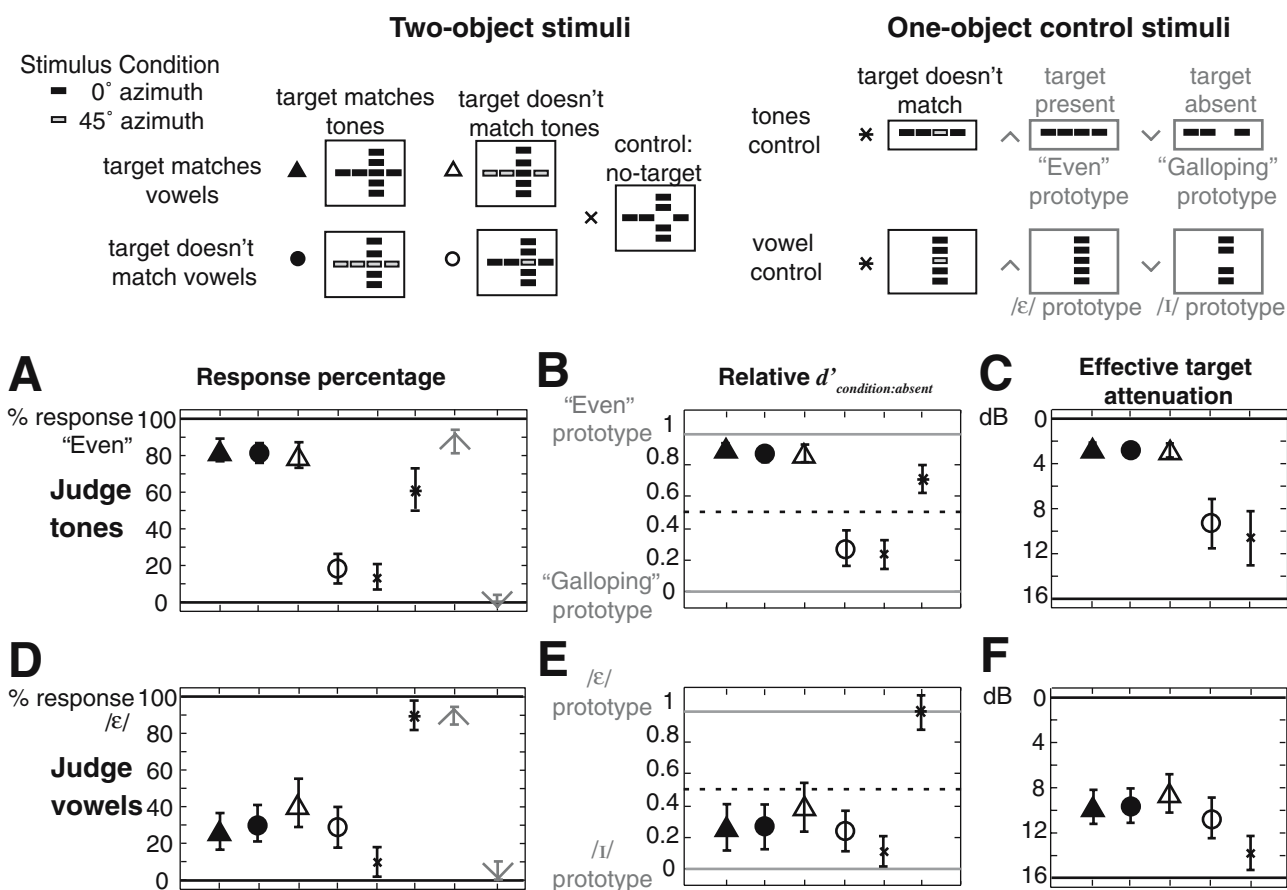 Two-object stimuli
One-object control stimuli
Stimulus Condition
0° azimuth
45° azimuth
target matches
tones
target doesn't
match tones
control:
no-target
target matches
vowels
target doesn't
match vowels
target doesn't
match
target
present
target
absent
tones
control
"Even"
prototype
"Galloping"
prototype
vowel
control
/ɛ/ prototype
/ɪ/ prototype
A
Response percentage
% response
"Even"
Judge
tones
100
80
60
40
20
0
B
Relative d'condition:absent
"Even"
prototype
"Galloping"
prototype
1
0.8
0.6
0.4
0.2
0
C
Effective target
attenuation
dB
0
4
8
12
16
D
% response
/ɛ/
Judge
vowels
100
80
60
40
20
0
E
/ɛ/
prototype
/ɪ/
prototype
1
0.8
0.6
0.4
0.2
0
F
dB
0
4
8
12
16